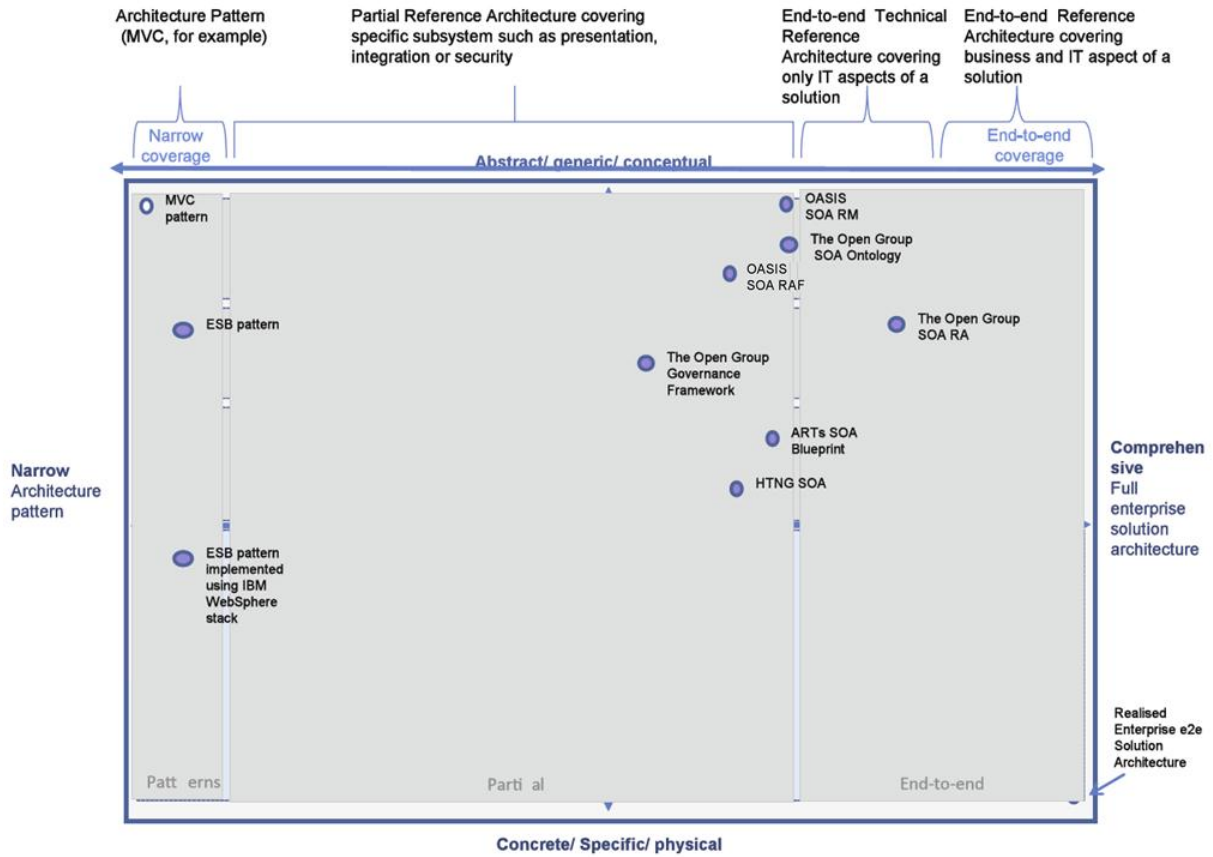 Architecture Pattern
(MVC, for example)
Partial Reference Architecture covering
specific subsystem such as presentation,
integration or security
End-to-end Technical
Reference
Architecture covering
only IT aspects of a
solution
End-to-end Reference
Architecture covering
business and IT aspect of a
solution
Narrow
coverage
End-to-end
coverage
Abstract/ generic/ conceptual
MVC
pattern
OASIS
SOA RM
The Open Group
SOA Ontology
OASIS
SOA RAF
ESB pattern
The Open Group
SOA RA
The Open Group
Governance
Framework
ARTs SOA
Blueprint
HTNG SOA
Narrow
Architecture
pattern
Comprehen
sive
Full
enterprise
solution
architecture
ESB pattern
implemented
using IBM
WebSphere
stack
Realised
Enterprise e2e
Solution
Architecture
Patt erns
Parti al
End-to-end
Concrete/ Specific/ physical